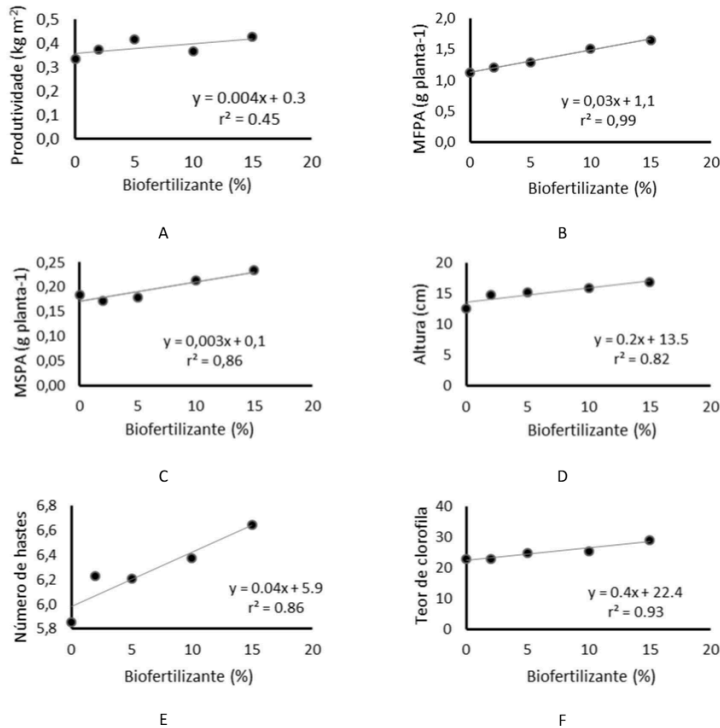 Produtividade (kg m⁻²)
0,5
0,4
0,3
0,2
0,1
0,0
y = 0.004x + 0.3
r² = 0.45
0 5 10 15 20
Biofertilizante (%)
A
MFPA (g planta-1)
2,0
1,5
1,0
0,5
0,0
y = 0,03x + 1,1
r² = 0,99
0 5 10 15 20
Biofertilizante (%)
B
MSPA (g planta-1)
0,25
0,20
0,15
0,10
0,05
0,00
y = 0,003x + 0,1
r² = 0,86
0 5 10 15 20
Biofertilizante (%)
C
Altura (cm)
20
15
10
5
0
y = 0.2x + 13.5
r² = 0.82
0 5 10 15 20
Biofertilizante (%)
D
Número de hastes
6,8
6,6
6,4
6,2
6,0
5,8
y = 0.04x + 5.9
r² = 0.86
0 5 10 15 20
Biofertilizante (%)
E
Teor de clorofila
40
30
20
10
0
y = 0.4x + 22.4
r² = 0.93
0 5 10 15 20
Biofertilizante (%)
F